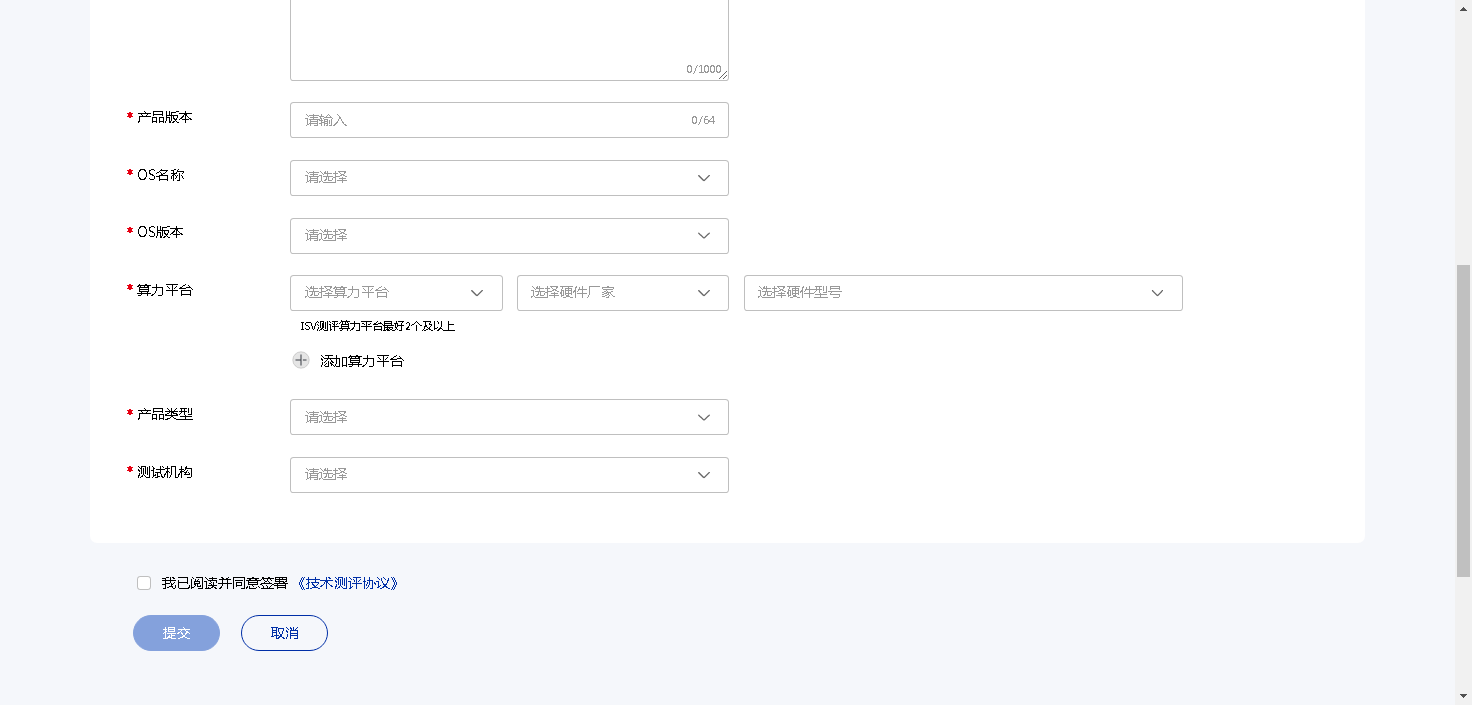 0/1000
* 产品版本 请输入 0/64
* OS名称 请选择
* OS版本 请选择
* 算力平台 选择算力平台 选择硬件厂家 选择硬件型号
ISV测评算力平台最好2个及以上
添加算力平台
* 产品类型 请选择
* 测试机构 请选择
我已阅读并同意签署 《技术测评协议》
提交 取消